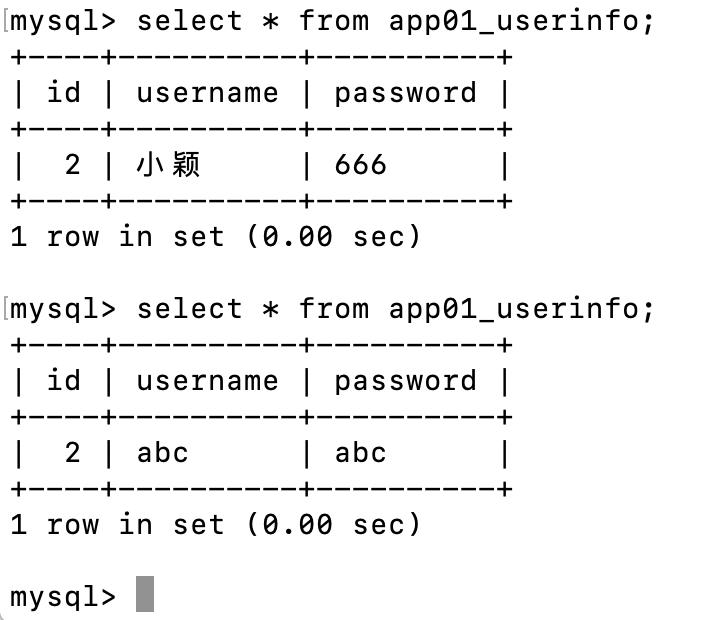 mysql> select * from app01_userinfo;
+----+----------+----------+
| id | username | password |
+----+----------+----------+
|  2 | 小颖     | 666      |
+----+----------+----------+
1 row in set (0.00 sec)

mysql> select * from app01_userinfo;
+----+----------+----------+
| id | username | password |
+----+----------+----------+
|  2 | abc      | abc      |
+----+----------+----------+
1 row in set (0.00 sec)

mysql>